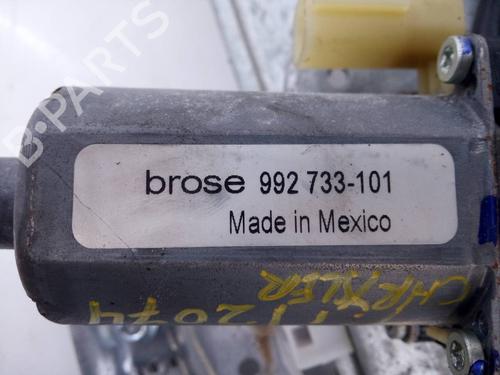 B-PARTS
brose 992 733-101
Made in Mexico
CHRYSLER